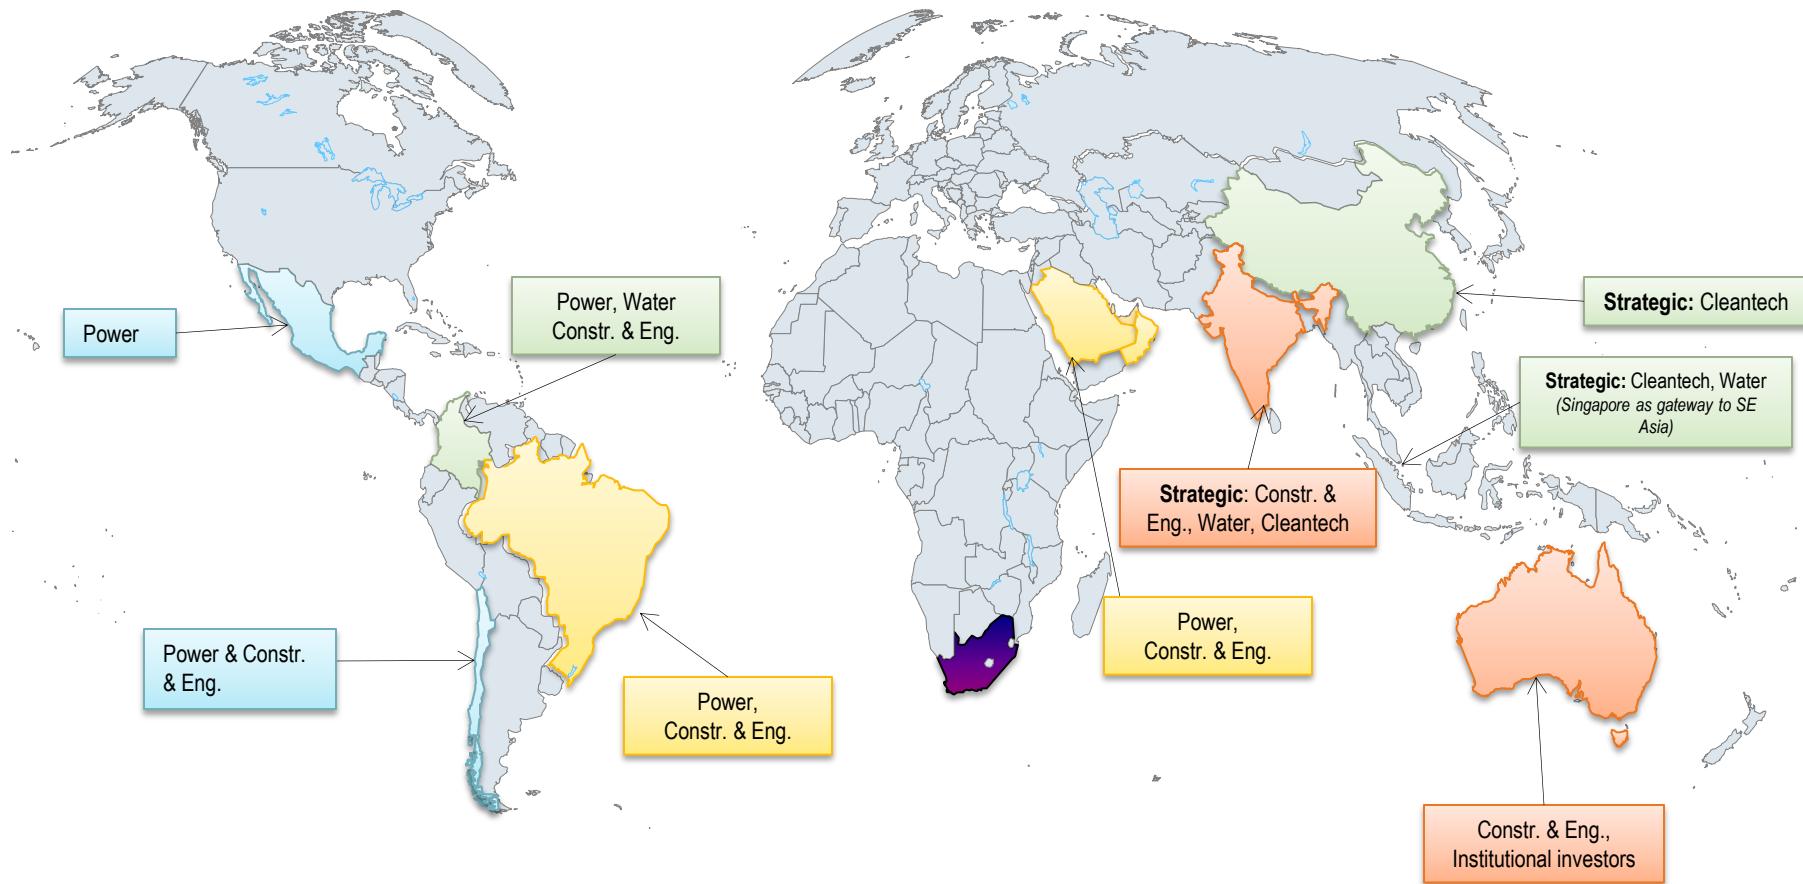 Power, Water
Constr. & Eng.
Strategic: Cleantech
Power
Strategic: Cleantech, Water
(Singapore as gateway to SE
Asia)
Strategic: Constr. &
Eng., Water, Cleantech
Power,
Constr. & Eng.
Power & Constr.
& Eng.
Power,
Constr. & Eng.
Constr. & Eng.,
Institutional investors